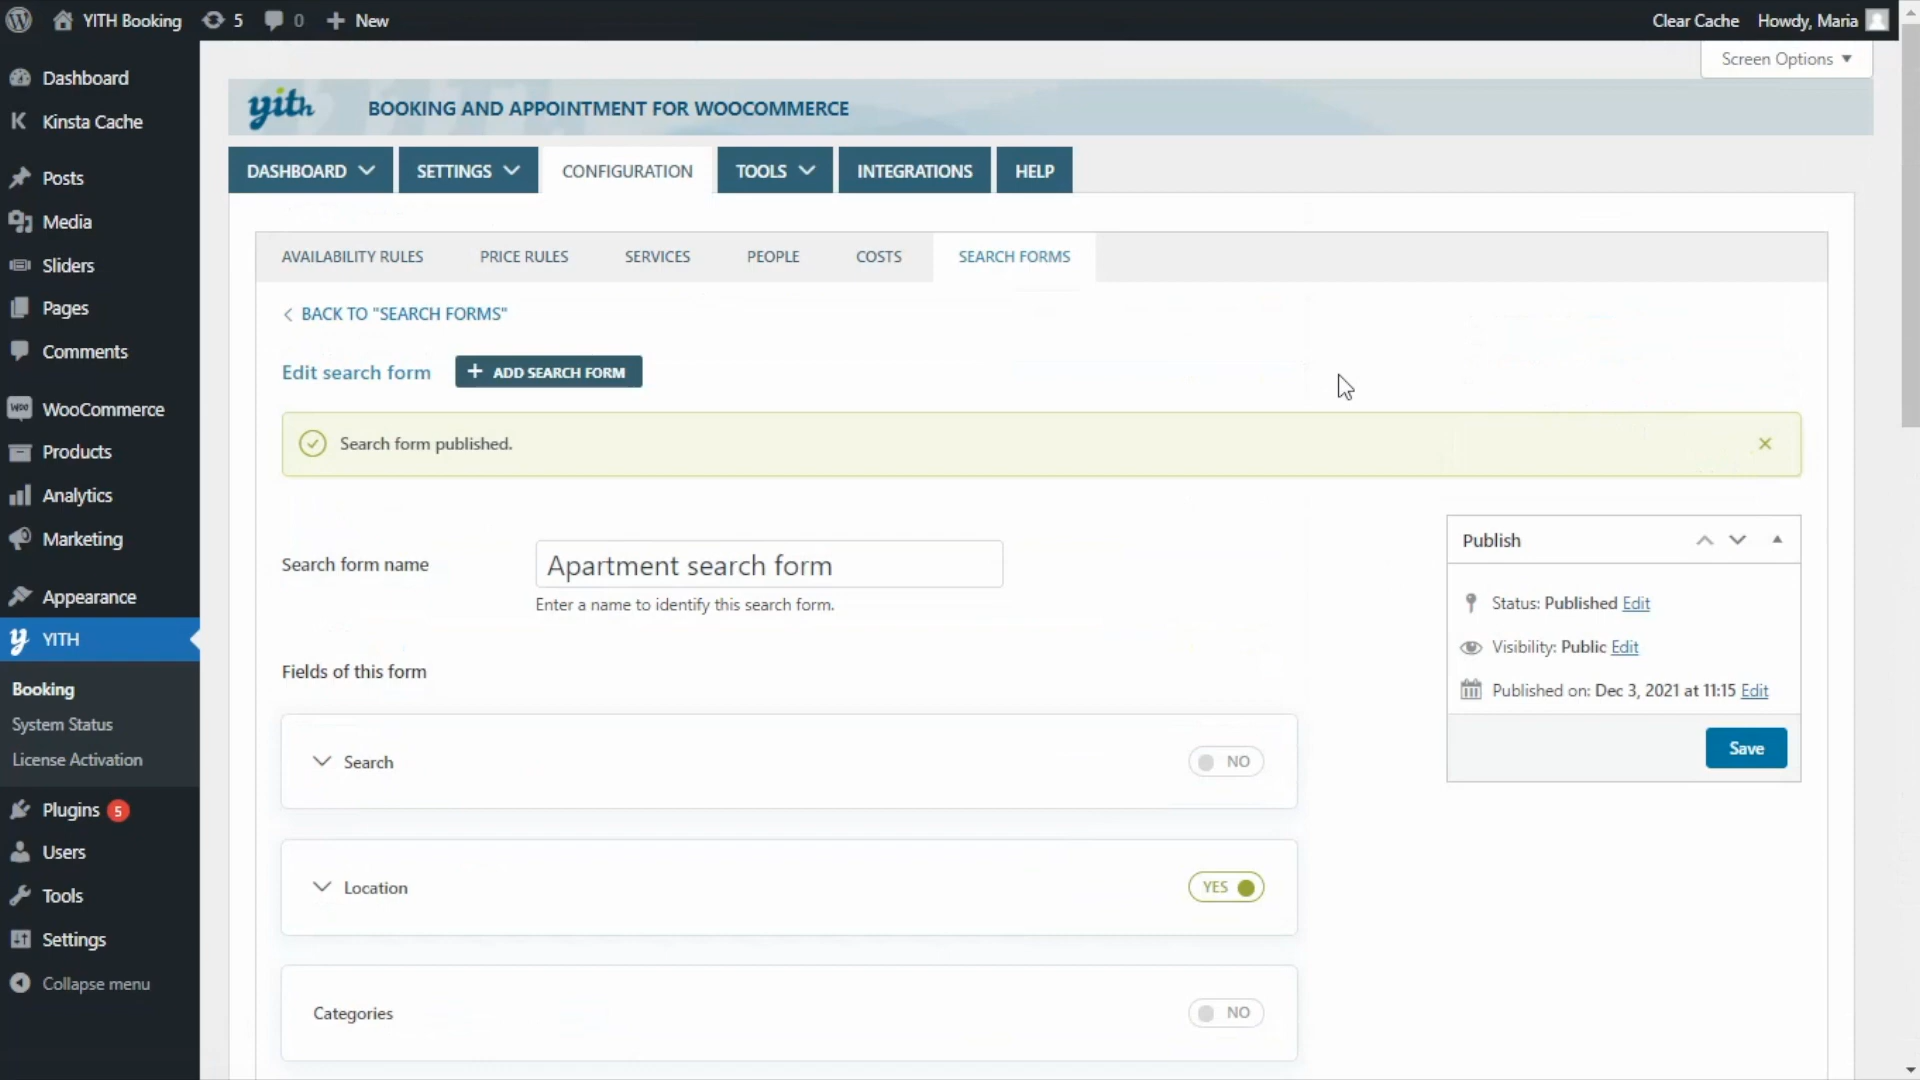 YITH Booking 5 0 New Clear Cache Howdy, Maria
Screen Options
Dashboard
Kinsta Cache
Posts
Media
Sliders
Pages
Comments
WooCommerce
Products
Analytics
Marketing
Appearance
YITH
Booking
System Status
License Activation
Plugins 5
Users
Tools
Settings
Collapse menu
yith BOOKING AND APPOINTMENT FOR WOOCOMMERCE
DASHBOARD SETTINGS CONFIGURATION TOOLS INTEGRATIONS HELP
AVAILABILITY RULES PRICE RULES SERVICES PEOPLE COSTS SEARCH FORMS
BACK TO "SEARCH FORMS"
Edit search form + ADD SEARCH FORM
Search form published.
Search form name Apartment search form
Enter a name to identify this search form.
Fields of this form
Search NO
Location YES
Categories NO
Publish
Status: Published Edit
Visibility: Public Edit
Published on: Dec 3, 2021 at 11:15 Edit
Save